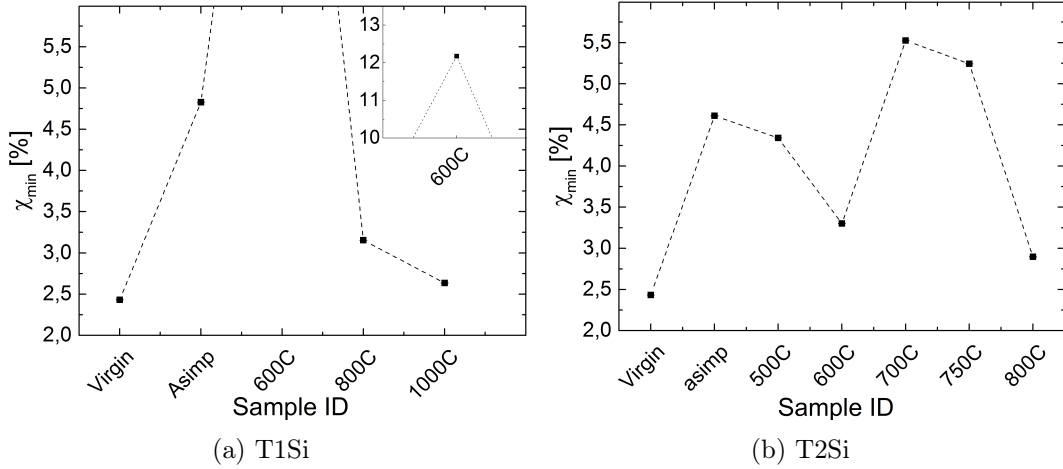 5,5
5,0
4,5
4,0
3,5
3,0
2,5
2,0
χmin [%]
13
12
11
10
600C
Virgin
Asimp
600C
800C
1000C
Sample ID
(a) T1Si
5,5
5,0
4,5
4,0
3,5
3,0
2,5
2,0
χmin [%]
Virgin
asimp
500C
600C
700C
750C
800C
Sample ID
(b) T2Si